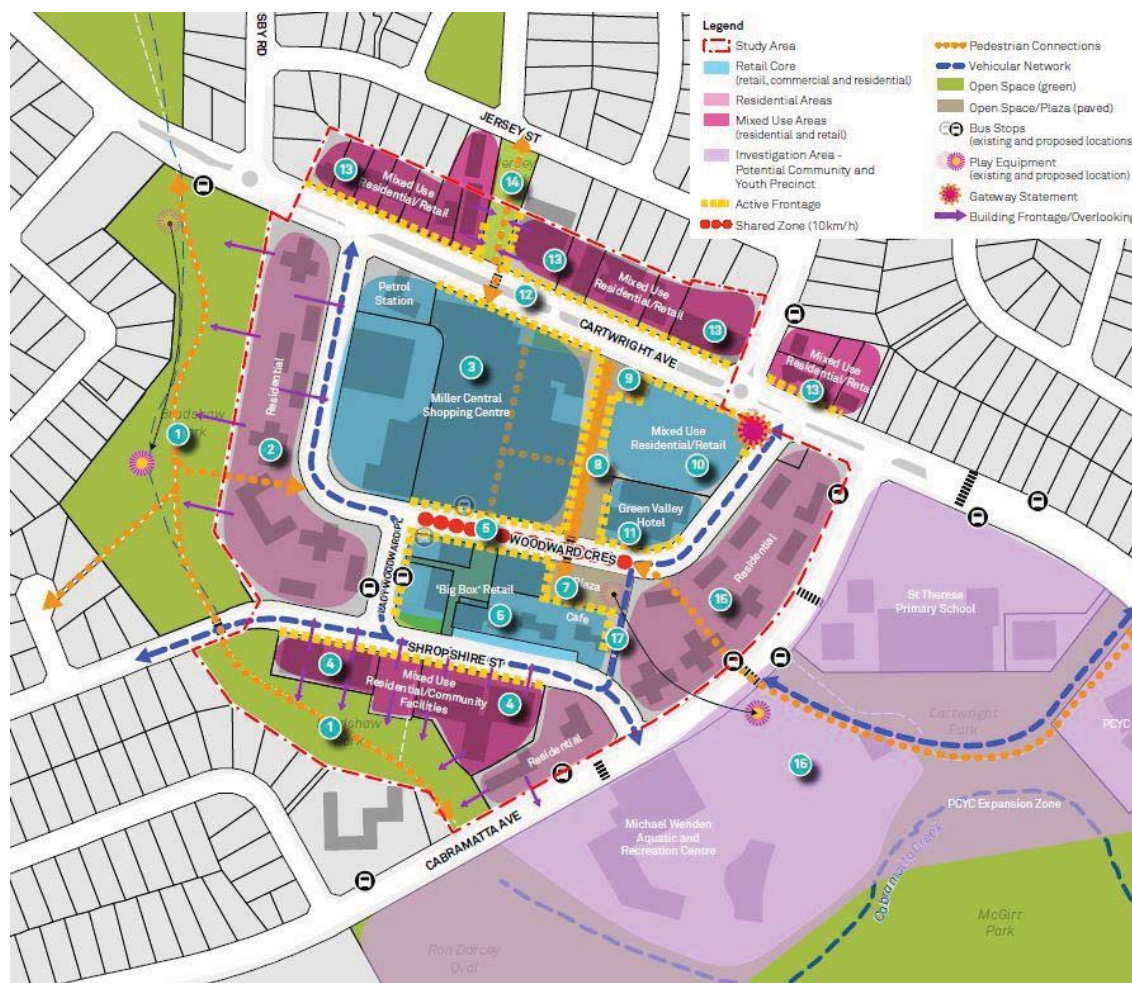 SBY RD
JERSEY ST
Legend
Study Area
Retail Core
(retail, commercial and residential)
Residential Areas
Mixed Use Areas
(residential and retail)
Investigation Area -
Potential Community and
Youth Precinct
Active Frontage
Shared Zone (10km/h)
Pedestrian Connections
Vehicular Network
Open Space (green)
Open Space/Plaza (paved)
Bus Stops
(existing and proposed locations)
Play Equipment
(existing and proposed location)
Gateway Statement
Building Frontage/Overlooking
13
Mixed Use
Residential/Retail
14
13
Mixed Use
Residential/Retail
13
12
CARTWRIGHT AVE
Mixed Use
Residential/Reta
13
Petrol
Station
3
Miller Central
Shopping Centre
9
Mixed Use
Residential/Retail
10
8
Green Valley
Hotel
11
Residential
2
1
5
WOODWARD CRES
LADY WOODWARD PL
'Big Box' Retail
6
7
Plaza
Cafe
17
Residential
15
St Therese
Primary School
SHROPSHIRE ST
4
Mixed Use
Residential/Community
Facilities
4
1
Residential
CABRAMATTA AVE
16
Cartwright
Park
PCYC
PCYC Expansion Zone
Michael Wenden
Aquatic and
Recreation Centre
Cabramatta Creek
McGirr
Park
Ron Darcey
Oval